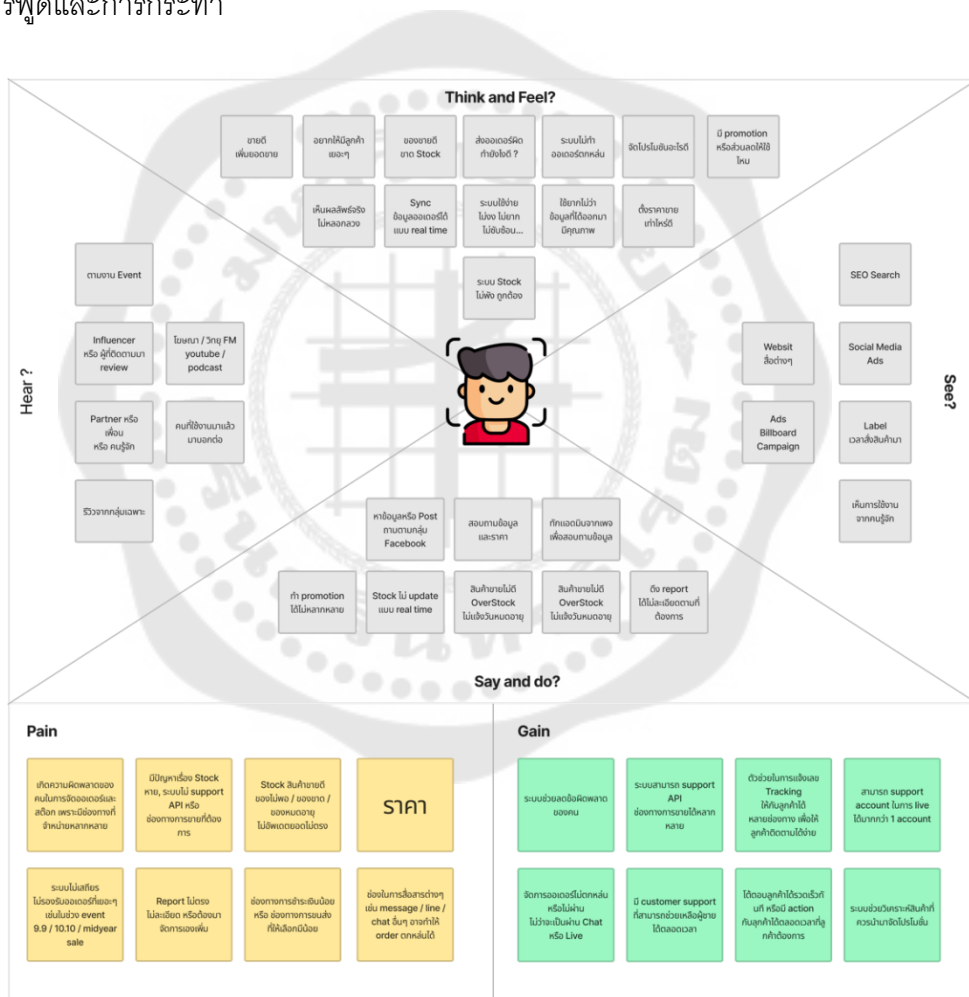 รพูดและการกระทำ
Think and Feel?
ขายดี
เพิ่มยอดขาย
อยากให้มีลูกค้า
เยอะๆ
ของขายดี
ขาด Stock
ส่งออเดอร์ผิด
ทำยังไงดี ?
ระบบไม่ทำ
ออเดอร์ตกหล่น
จัดโปรโมชันอะไรดี
มี promotion
หรือส่วนลดให้ใช้
ไหม
เห็นผลลัพธ์จริง
ไม่หลอกลวง
Sync
ข้อมูลออเดอร์ได้
แบบ real time
ระบบใช้ง่าย
ไม่งง ไม่ยาก
ไม่ซับซ้อน...
ใช้ยากไม่ว่า
ข้อมูลที่ได้ออกมา
มีคุณภาพ
ตั้งราคาขาย
เท่าไหร่ดี
ระบบ Stock
ไม่พัง ถูกต้อง
Hear ?
ตามงาน Event
Influencer
หรือ ผู้ที่ติดตามมา
review
โฆษณา / วิทยุ FM
youtube /
podcast
Partner หรือ
เพื่อน
หรือ คนรู้จัก
คนที่ใช้งานมาแล้ว
มาบอกต่อ
รีวิวจากกลุ่มเฉพาะ
See?
SEO Search
Websit
สื่อต่างๆ
Social Media
Ads
Ads
Billboard
Campaign
Label
เวลาสั่งสินค้ามา
เห็นการใช้งาน
จากคนรู้จัก
หาข้อมูลหรือ Post
ถามตามกลุ่ม
Facebook
สอบถามข้อมูล
และราคา
ทักแอดมินจากเพจ
เพื่อสอบถามข้อมูล
ทำ promotion
ได้ไม่หลากหลาย
Stock ไม่ update
แบบ real time
สินค้าขายไม่ดี
OverStock
ไม่แจ้งวันหมดอายุ
สินค้าขายไม่ดี
OverStock
ไม่แจ้งวันหมดอายุ
ดึง report
ได้ไม่ละเอียดตามที่
ต้องการ
Say and do?
Pain
เกิดความผิดพลาดของ
คนในการจัดออเดอร์และ
สต็อก เพราะมีช่องทางที่
จำหน่ายหลากหลาย
มีปัญหาเรื่อง Stock
หาย, ระบบไม่ support
API หรือ
ช่องทางการขายที่ต้อง
การ
Stock สินค้าขายดี
ของไม่พอ / ของขาด /
ของหมดอายุ
ไม่อัพเดตยอดไม่ตรง
ราคา
ระบบไม่เสถียร
ไม่รองรับออเดอร์ที่เยอะๆ
เช่นในช่วง event
9.9 / 10.10 / midyear
sale
Report ไม่ตรง
ไม่ละเอียด หรือต้องมา
จัดการเองเพิ่ม
ช่องทางการชำระเงินน้อย
หรือ ช่องทางการขนส่ง
ที่ให้เลือกมีน้อย
ช่องในการสื่อสารต่างๆ
เช่น message / line /
chat อื่นๆ อาจทำให้
order ตกหล่นได้
Gain
ระบบช่วยลดข้อผิดพลาด
ของคน
ระบบสามารถ support
API
ช่องทางการขายได้หลาก
หลาย
ตัวช่วยในการแจ้งเลข
Tracking
ให้กับลูกค้าได้
หลายช่องทาง เพื่อให้
ลูกค้าติดตามได้ง่าย
สามารถ support
account ในการ live
ได้มากกว่า 1 account
จัดการออเดอร์ไม่ตกหล่น
หรือไม่ผ่าน
ไม่ว่าจะเป็นผ่าน Chat
หรือ Live
มี customer support
ที่สามารถช่วยเหลือผู้ขาย
ได้ตลอดเวลา
ได้ตอบลูกค้าได้รวดเร็วทั
นที หรือมี action
กับลูกค้าได้ตลอดเวลาที่ลู
กค้าต้องการ
ระบบช่วยวิเคราะห์สินค้าที่
ควรนำมาจัดโปรโมชั่น